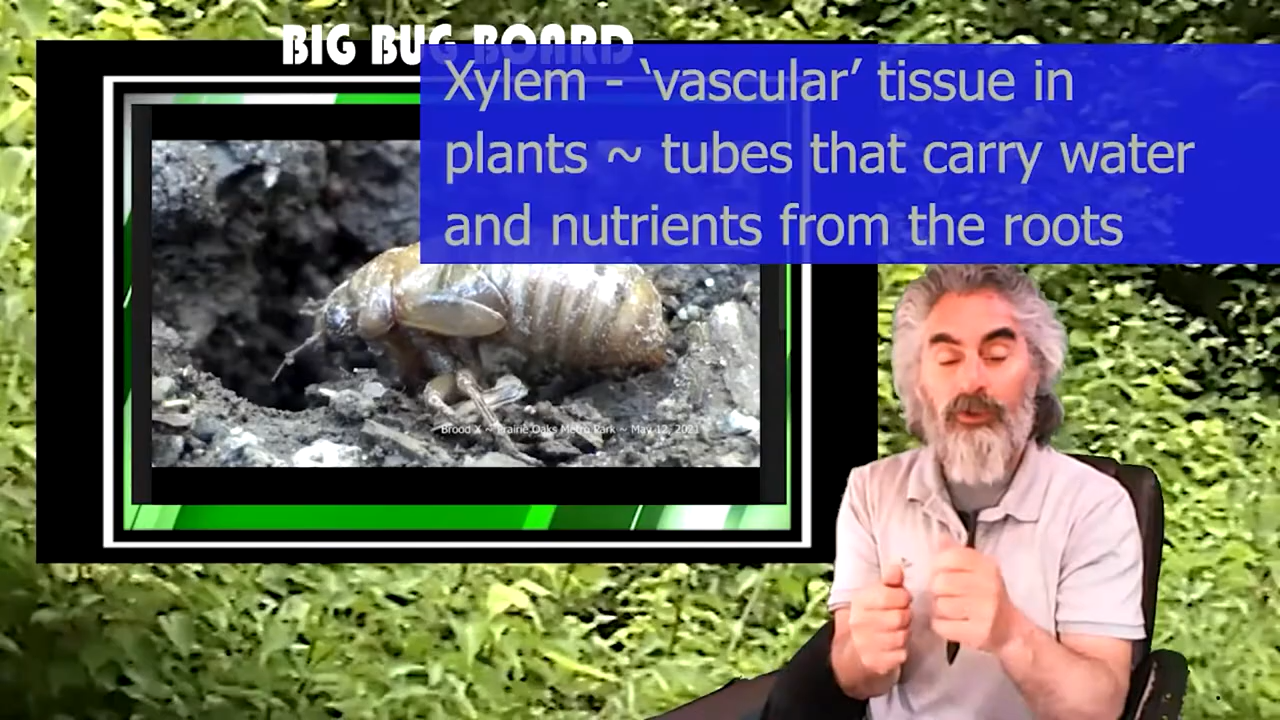 BIG BUG BOARD
Xylem - ‘vascular’ tissue in
plants ~ tubes that carry water
and nutrients from the roots
Brood X ~ Prairie Oaks Metro Park ~ May 12, 2021